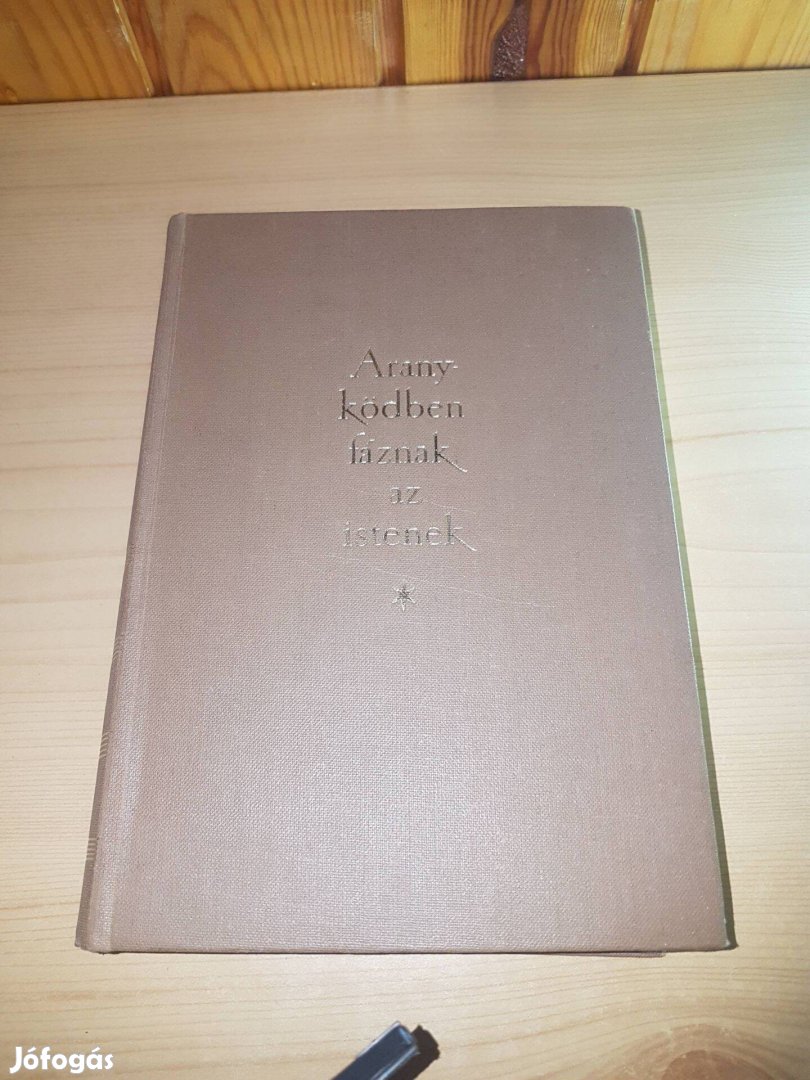 Arany-
ködben
fáznak
az
istenek
Jófogás